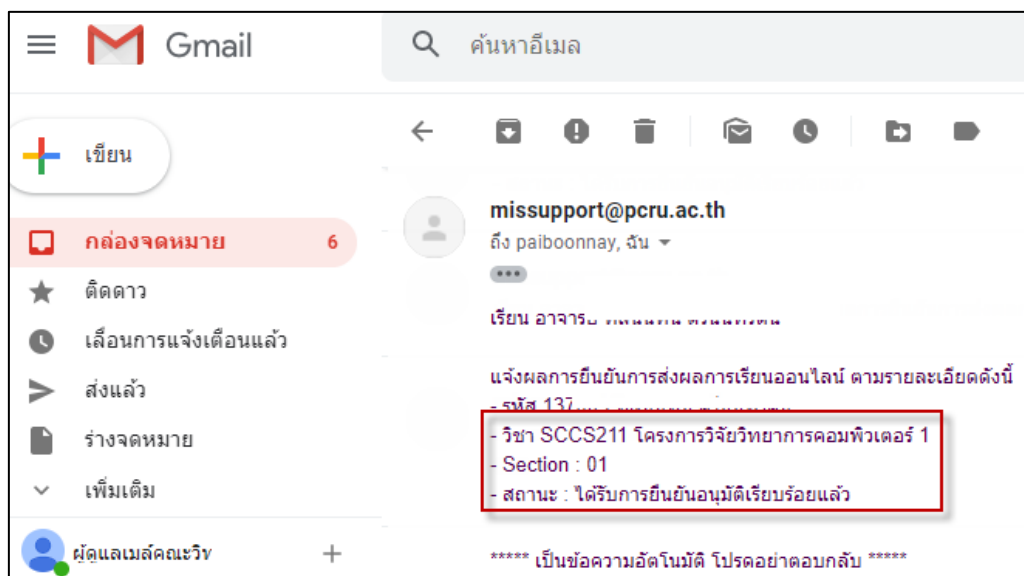 Gmail
ค้นหาอีเมล
เขียน
กล่องจดหมาย 6
ติดดาว
เลื่อนการแจ้งเตือนแล้ว
ส่งแล้ว
ร่างจดหมาย
เพิ่มเติม
ผู้ดูแลเมล์คณะวิท
missupport@pcru.ac.th
ถึง paiboonnay, ฉัน
เรียน อาจารย์
แจ้งผลการยืนยันการส่งผลการเรียนออนไลน์ ตามรายละเอียดดังนี้
- รหัส 137
- วิชา SCCS211 โครงการวิจัยวิทยาการคอมพิวเตอร์ 1
- Section : 01
- สถานะ : ได้รับการยืนยันอนุมัติเรียบร้อยแล้ว
***** เป็นข้อความอัตโนมัติ โปรดอย่าตอบกลับ *****